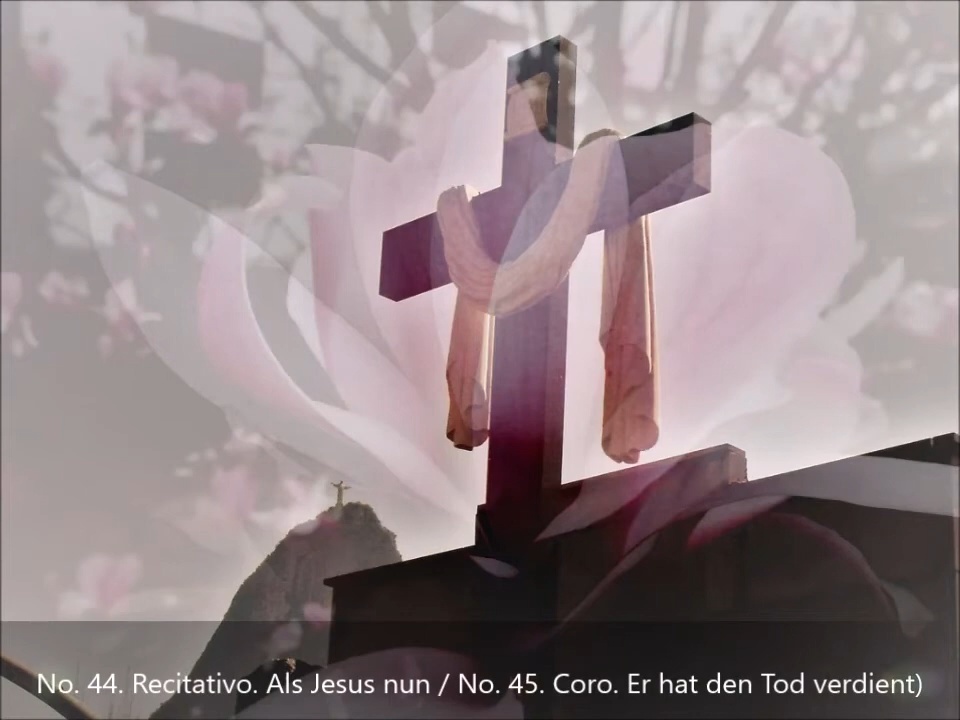 No. 44. Recitativo. Als Jesus nun / No. 45. Coro. Er hat den Tod verdient)